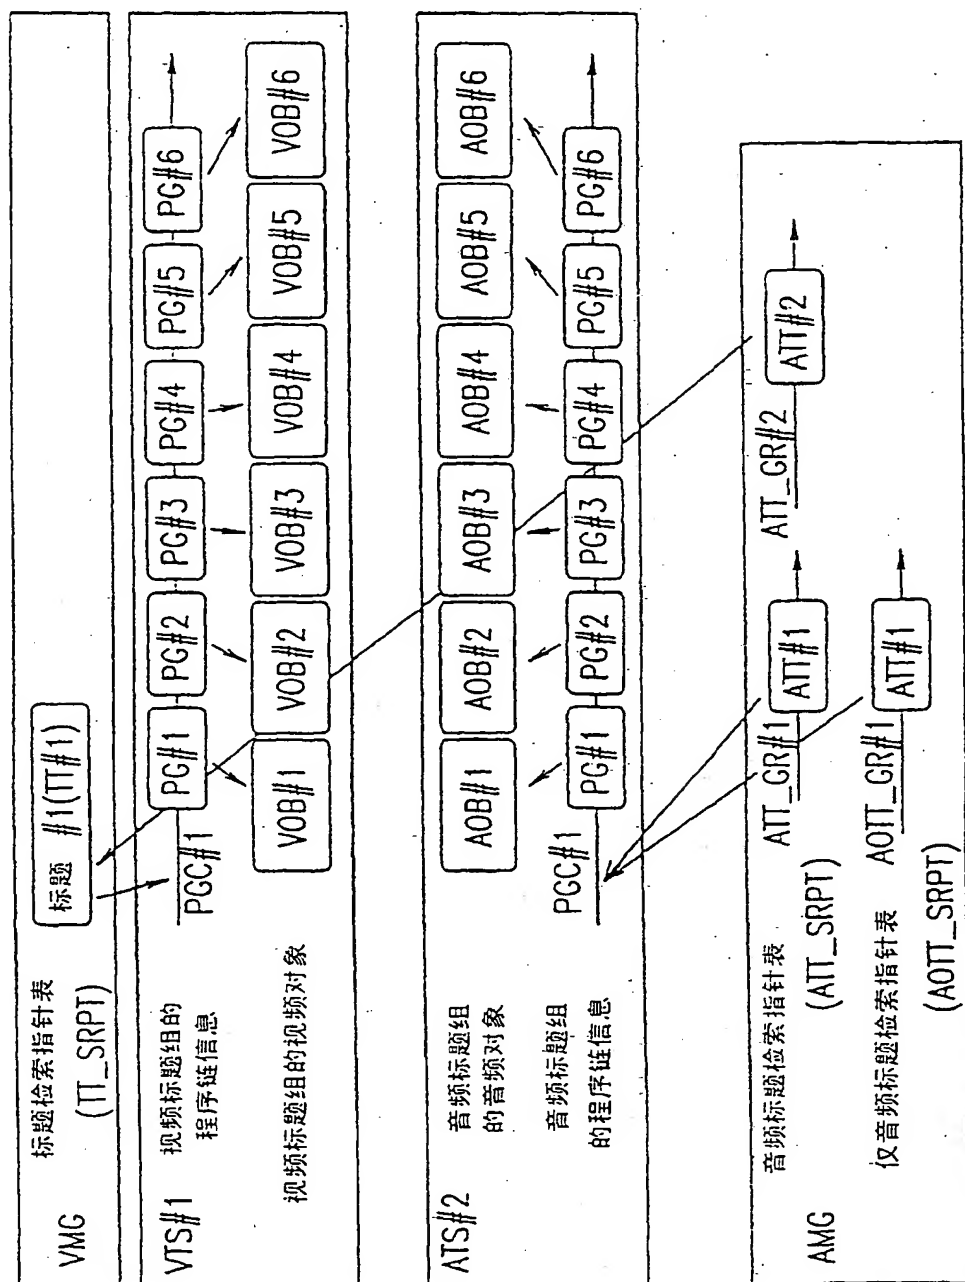 VMG
标题检索指针表
(TT_SRPT)
标题 #1(TT#1)
VTS#1
视频标题组的
程序链信息
PGC#1
PG#1
PG#2
PG#3
PG#4
PG#5
PG#6
视频标题组的视频对象
VOB#1
VOB#2
VOB#3
VOB#4
VOB#5
VOB#6
ATS#2
音频标题组
的音频对象
AOB#1
AOB#2
AOB#3
AOB#4
AOB#5
AOB#6
音频标题组
的程序链信息
PGC#1
PG#1
PG#2
PG#3
PG#4
PG#5
PG#6
AMG
音频标题检索指针表
(ATT_SRPT)
ATT_GR#1
ATT#1
ATT_GR#2
ATT#2
仅音频标题检索指针表
(AOTT_SRPT)
AOTT_GR#1
ATT#1